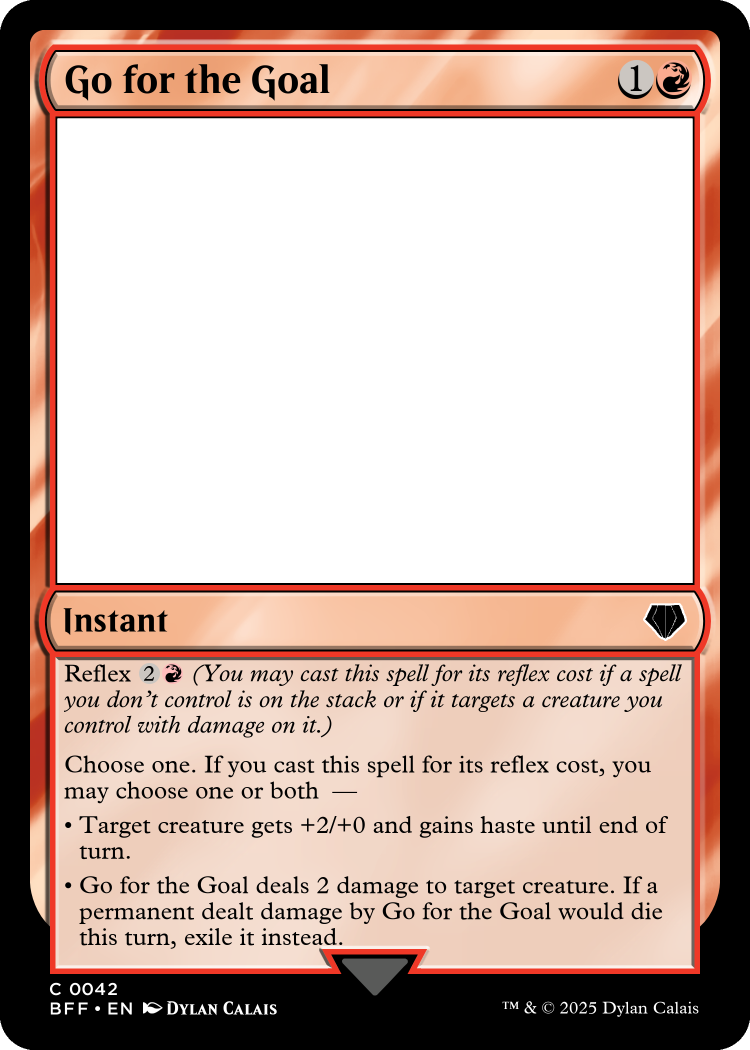 Go for the Goal 1
Instant
Reflex 2 (You may cast this spell for its reflex cost if a spell
you don't control is on the stack or if it targets a creature you
control with damage on it.)
Choose one. If you cast this spell for its reflex cost, you
may choose one or both —
• Target creature gets +2/+0 and gains haste until end of
turn.
• Go for the Goal deals 2 damage to target creature. If a
permanent dealt damage by Go for the Goal would die
this turn, exile it instead.
C 0042
BFF • EN Dylan Calais
™ & © 2025 Dylan Calais